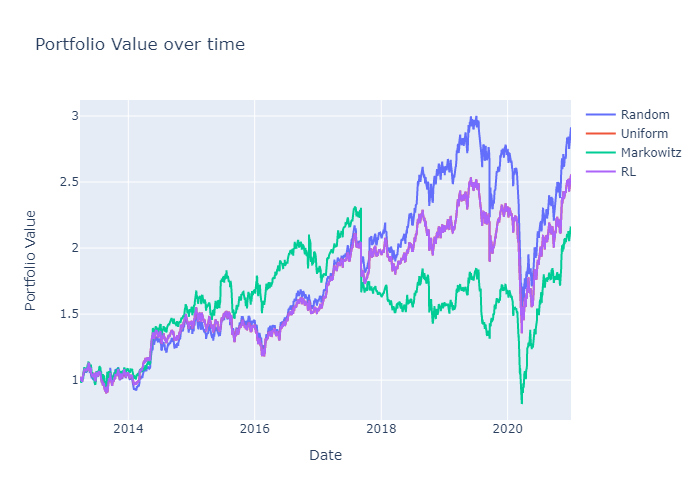 Portfolio Value over time
3
2.5
2
1.5
1
Portfolio Value
2014
2016
2018
2020
Date
Random
Uniform
Markowitz
RL